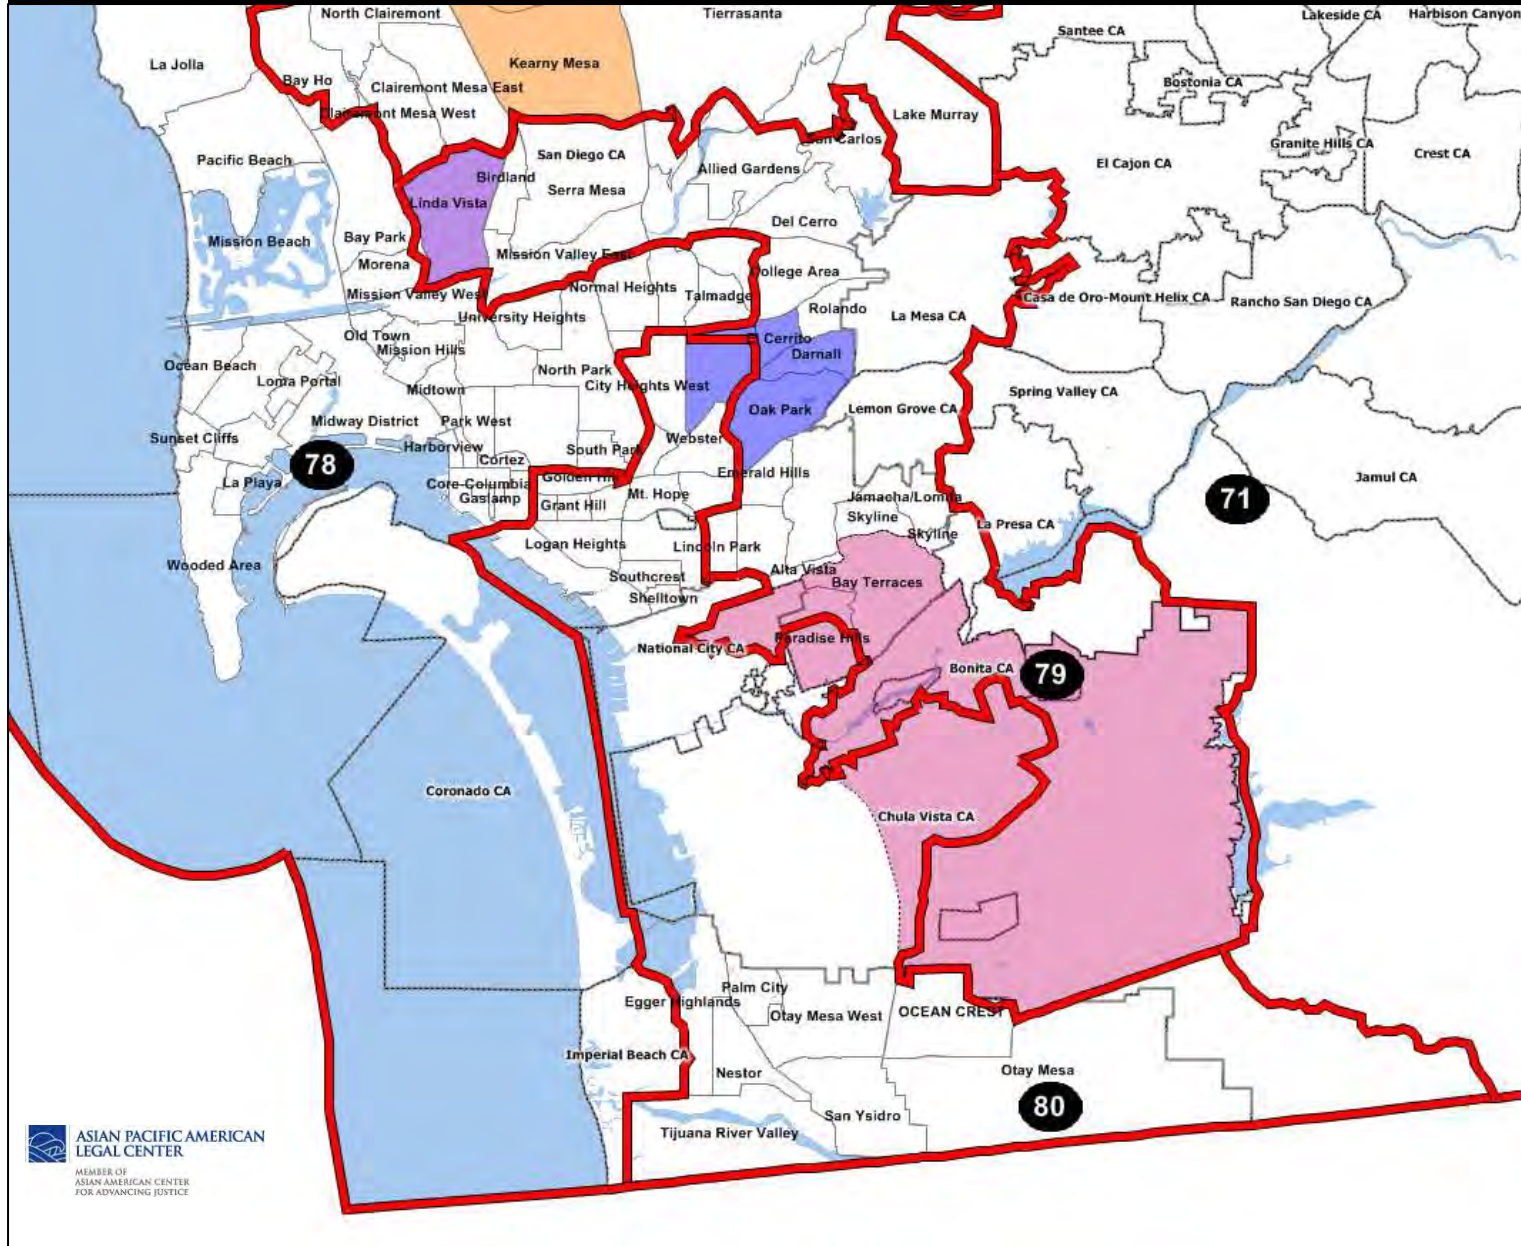 North Clairemont
Tierrasanta
Lakeside CA
Harbison Canyon
Santee CA
La Jolla
Kearny Mesa
Bay Ho
Clairemont Mesa East
Bostonia CA
Clairemont Mesa West
Lake Murray
San Carlos
Granite Hills CA
Crest CA
San Diego CA
El Cajon CA
Pacific Beach
Allied Gardens
Birdland
Serra Mesa
Linda Vista
Del Cerro
Mission Beach
Bay Park
Mission Valley East
Morena
College Area
Normal Heights
Mission Valley West
Talmadge
Casa de Oro-Mount Helix CA
Rancho San Diego CA
Rolando
University Heights
La Mesa CA
Old Town
Mission Hills
El Cerrito
Darnall
Ocean Beach
North Park
Loma Portal
City Heights West
Midtown
Spring Valley CA
Oak Park
Lemon Grove CA
Midway District
Park West
Sunset Cliffs
Webster
Harborview
South Park
Cortez
78
Emerald Hills
Jamul CA
La Playa
Core-Columbia
Golden Hill
Mt. Hope
Gaslamp
Jamacha/Lomita
71
Grant Hill
Skyline
La Presa CA
Skyline
Logan Heights
Lincoln Park
Wooded Area
Alta Vista
Southcrest
Bay Terraces
Shelltown
Paradise Hills
National City CA
Bonita CA
79
Coronado CA
Chula Vista CA
Palm City
Egger Highlands
Otay Mesa West
OCEAN CREST
Imperial Beach CA
Nestor
Otay Mesa
80
San Ysidro
Tijuana River Valley
ASIAN PACIFIC AMERICAN
LEGAL CENTER
MEMBER OF
ASIAN AMERICAN CENTER
FOR ADVANCING JUSTICE